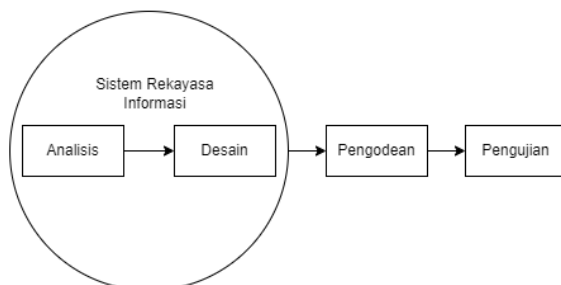 Sistem Rekayasa
Informasi
Analisis
Desain
Pengodean
Pengujian